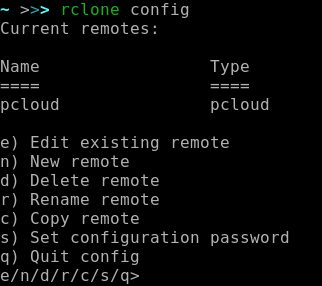 ~ >>> rclone config
Current remotes:
Name                 Type
====                 ====
pcloud               pcloud
e) Edit existing remote
n) New remote
d) Delete remote
r) Rename remote
c) Copy remote
s) Set configuration password
q) Quit config
e/n/d/r/c/s/q>